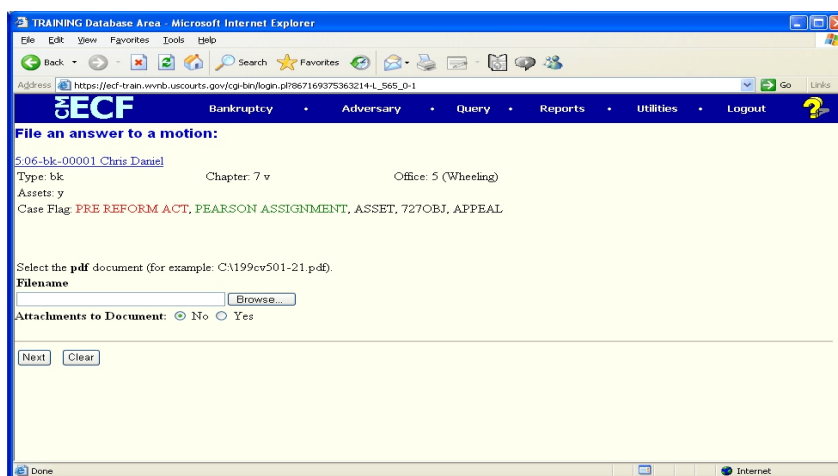 TRAINING Database Area - Microsoft Internet Explorer
File Edit View Favorites Tools Help
Back Search Favorites
Address https://ecf-train.wvnb.uscourts.gov/cgi-bin/login.pl?867169375363214-L_565_0-1 Go Links
CM ECF Bankruptcy • Adversary • Query • Reports • Utilities • Logout ?
File an answer to a motion:
5:06-bk-00001 Chris Daniel
Type: bk Chapter: 7 v Office: 5 (Wheeling)
Assets: y
Case Flag: PRE REFORM ACT, PEARSON ASSIGNMENT, ASSET, 727OBJ, APPEAL
Select the pdf document (for example: C:\199cv501-21.pdf).
Filename
Browse...
Attachments to Document: No Yes
Next Clear
Done Internet